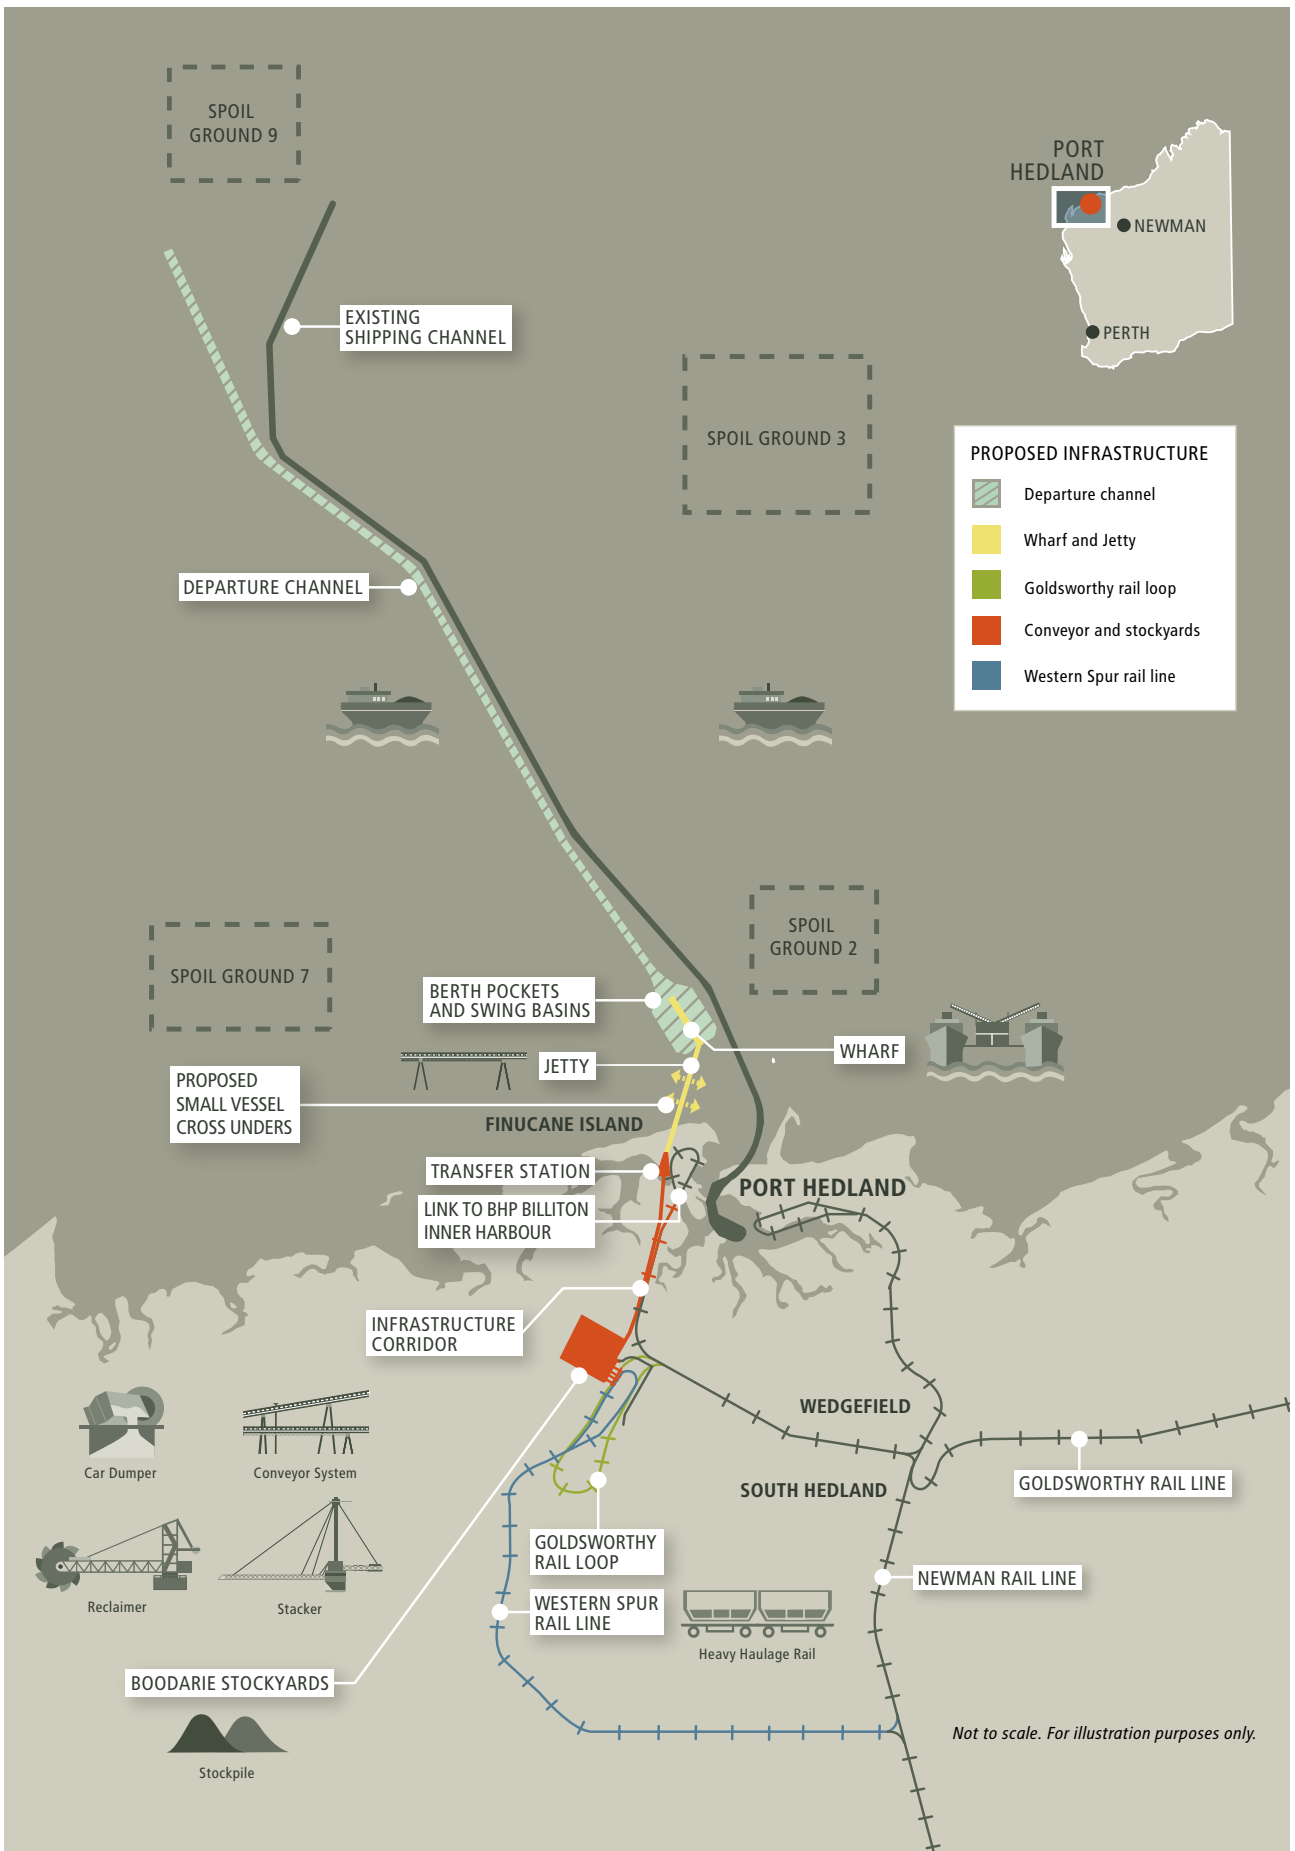 SPOIL
GROUND 9
PORT
HEDLAND
NEWMAN
PERTH
EXISTING
SHIPPING CHANNEL
SPOIL GROUND 3
PROPOSED INFRASTRUCTURE
Departure channel
Wharf and Jetty
Goldsworthy rail loop
Conveyor and stockyards
Western Spur rail line
DEPARTURE CHANNEL
SPOIL
GROUND 2
SPOIL GROUND 7
BERTH POCKETS
AND SWING BASINS
WHARF
JETTY
PROPOSED
SMALL VESSEL
CROSS UNDERS
FINUCANE ISLAND
TRANSFER STATION
PORT HEDLAND
LINK TO BHP BILLITON
INNER HARBOUR
INFRASTRUCTURE
CORRIDOR
WEDGEFIELD
Car Dumper
Conveyor System
GOLDSWORTHY RAIL LINE
SOUTH HEDLAND
GOLDSWORTHY
RAIL LOOP
NEWMAN RAIL LINE
Reclaimer
Stacker
WESTERN SPUR
RAIL LINE
Heavy Haulage Rail
BOODARIE STOCKYARDS
Not to scale. For illustration purposes only.
Stockpile